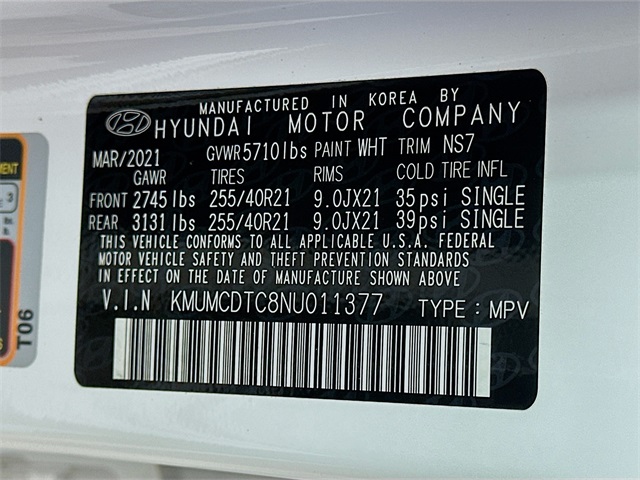 MANUFACTURED IN KOREA BY
HYUNDAI MOTOR COMPANY
MAR/2021 GVWR 5710lbs PAINT WHT TRIM NS7
GAWR TIRES RIMS COLD TIRE INFL
FRONT 2745lbs 255/40R21 9.0JX21 35psi SINGLE
REAR 3131lbs 255/40R21 9.0JX21 39psi SINGLE
THIS VEHICLE CONFORMS TO ALL APPLICABLE U.S.A. FEDERAL
MOTOR VEHICLE SAFETY AND THEFT PREVENTION STANDARDS
IN EFFECT ON THE DATE OF MANUFACTURE SHOWN ABOVE
V.I.N KMUMCDTC8NU011377 TYPE : MPV
T06